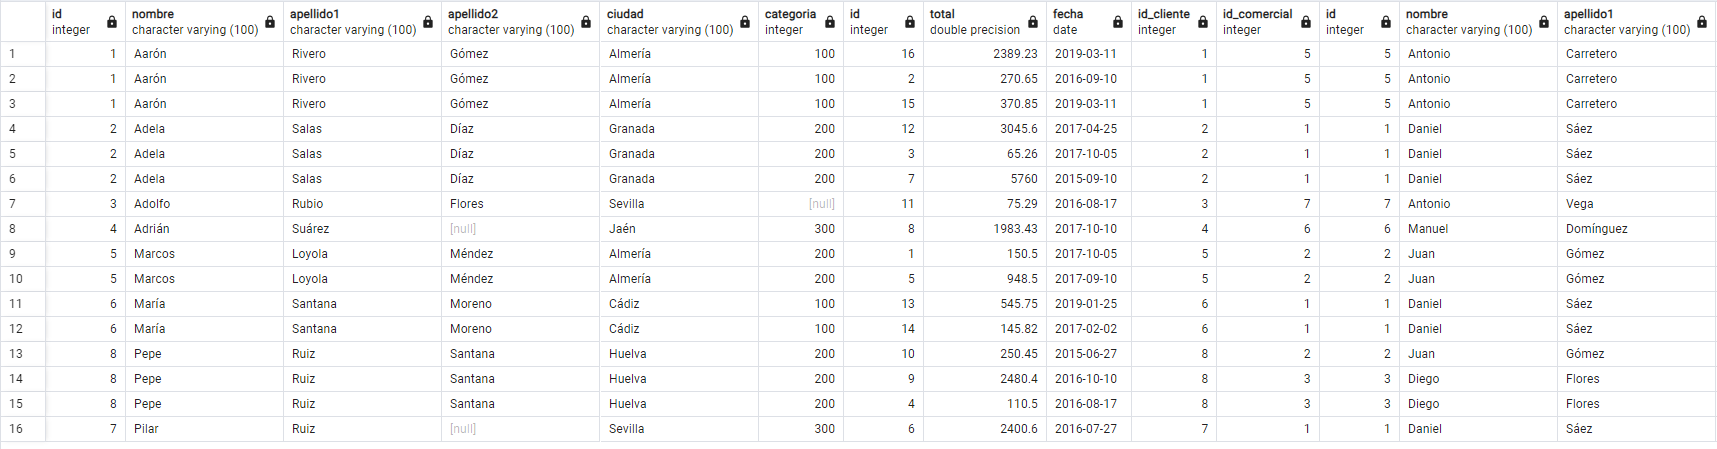 id nombre apellido1 apellido2 ciudad categoria id total fecha id_cliente id_comercial id nombre apellido1
integer character varying (100) character varying (100) character varying (100) character varying (100) integer integer double precision date integer integer integer character varying (100) character varying (100)
1 1 Aarón Rivero Gómez Almería 100 16 2389.23 2019-03-11 1 5 5 Antonio Carretero
2 1 Aarón Rivero Gómez Almería 100 2 270.65 2016-09-10 1 5 5 Antonio Carretero
3 1 Aarón Rivero Gómez Almería 100 15 370.85 2019-03-11 1 5 5 Antonio Carretero
4 2 Adela Salas Díaz Granada 200 12 3045.6 2017-04-25 2 1 1 Daniel Sáez
5 2 Adela Salas Díaz Granada 200 3 65.26 2017-10-05 2 1 1 Daniel Sáez
6 2 Adela Salas Díaz Granada 200 7 5760 2015-09-10 2 1 1 Daniel Sáez
7 3 Adolfo Rubio Flores Sevilla [null] 11 75.29 2016-08-17 3 7 7 Antonio Vega
8 4 Adrián Suárez [null] Jaén 300 8 1983.43 2017-10-10 4 6 6 Manuel Domínguez
9 5 Marcos Loyola Méndez Almería 200 1 150.5 2017-10-05 5 2 2 Juan Gómez
10 5 Marcos Loyola Méndez Almería 200 5 948.5 2017-09-10 5 2 2 Juan Gómez
11 6 María Santana Moreno Cádiz 100 13 545.75 2019-01-25 6 1 1 Daniel Sáez
12 6 María Santana Moreno Cádiz 100 14 145.82 2017-02-02 6 1 1 Daniel Sáez
13 8 Pepe Ruiz Santana Huelva 200 10 250.45 2015-06-27 8 2 2 Juan Gómez
14 8 Pepe Ruiz Santana Huelva 200 9 2480.4 2016-10-10 8 3 3 Diego Flores
15 8 Pepe Ruiz Santana Huelva 200 4 110.5 2016-08-17 8 3 3 Diego Flores
16 7 Pilar Ruiz [null] Sevilla 300 6 2400.6 2016-07-27 7 1 1 Daniel Sáez